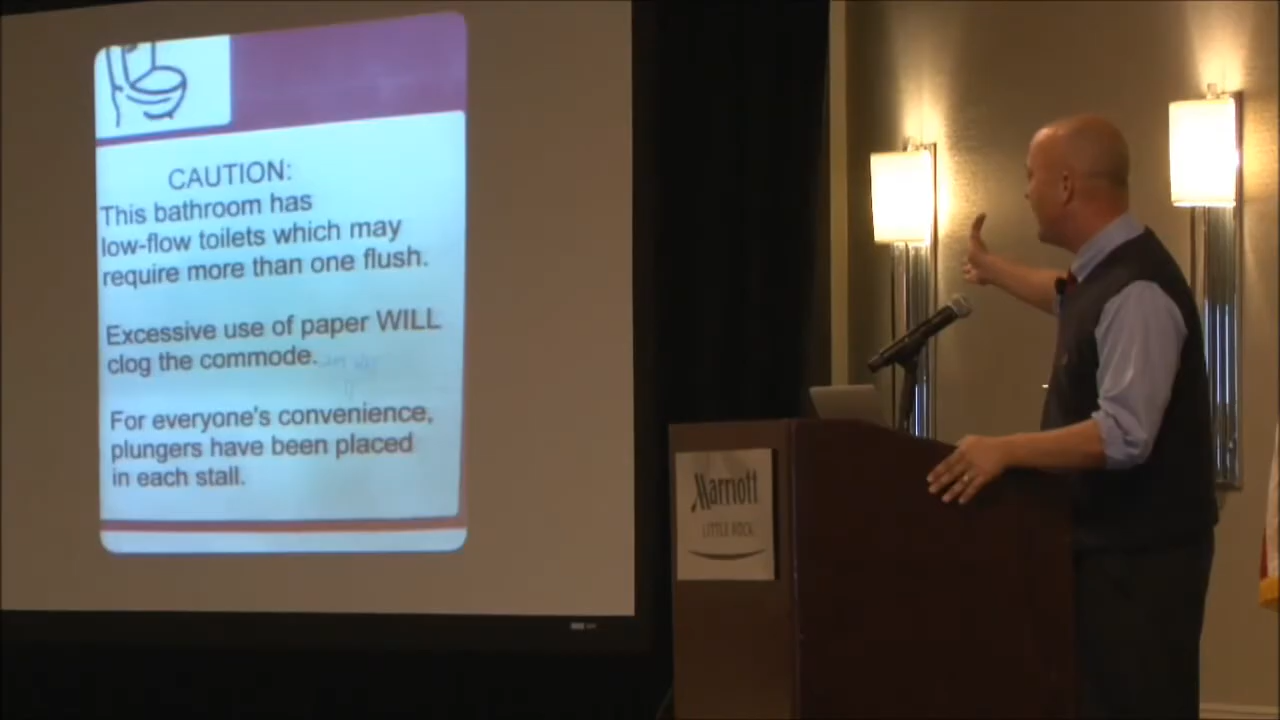 CAUTION:
This bathroom has
low-flow toilets which may
require more than one flush.
Excessive use of paper WILL
clog the commode.
For everyone's convenience,
plungers have been placed
in each stall.
Marriott
LITTLE ROCK